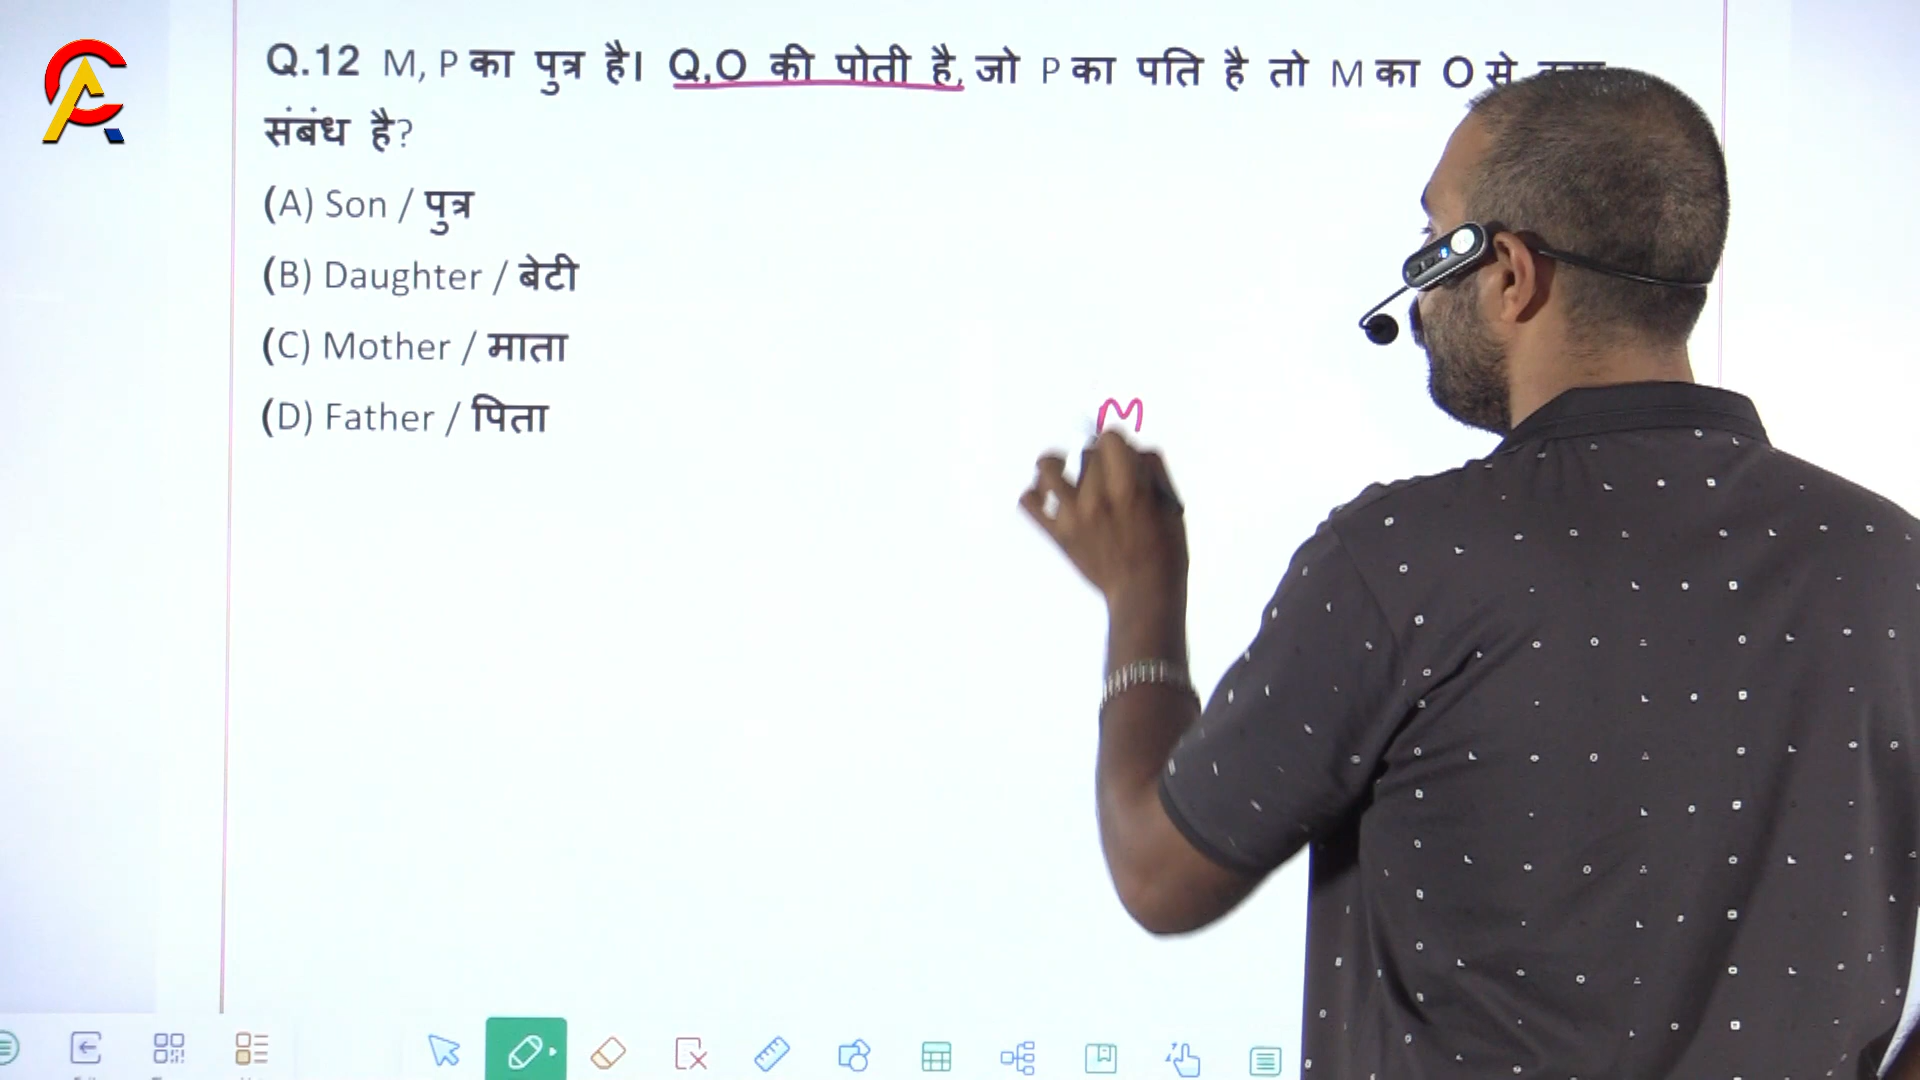 Q.12 M, P का पुत्र है। Q,O की पोती है, जो P का पति है तो M का O से
संबंध है?
(A) Son / पुत्र
(B) Daughter / बेटी
(C) Mother / माता
(D) Father / पिता
M